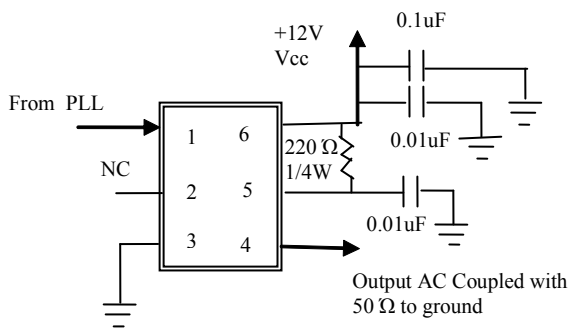 0.1uF
+12V
Vcc
From PLL
0.01uF
1
6
220 Ώ
1/4W
NC
2
5
0.01uF
3
4
Output AC Coupled with
50 Ώ to ground